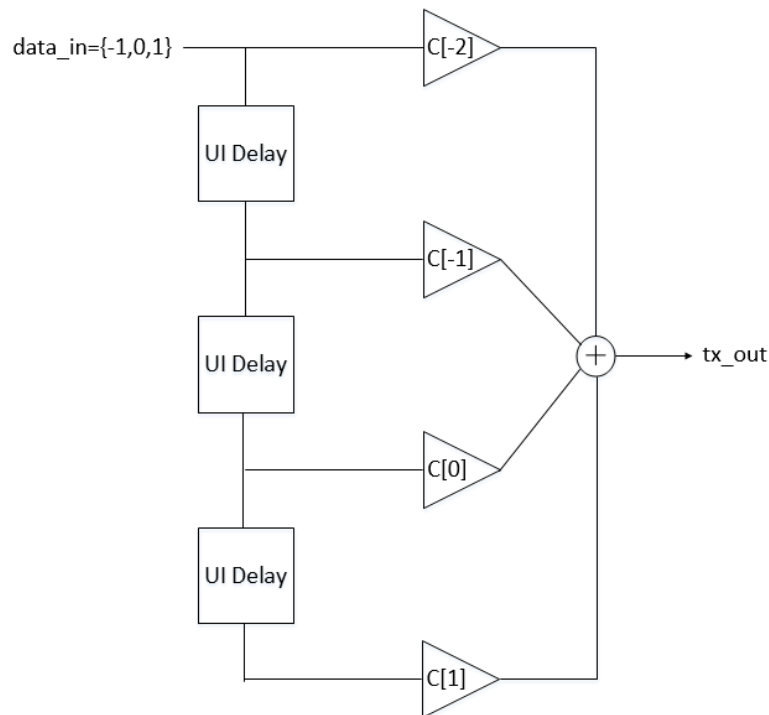 data_in={-1,0,1}
C[-2]
UI Delay
C[-1]
UI Delay
+
tx_out
C[0]
UI Delay
C[1]